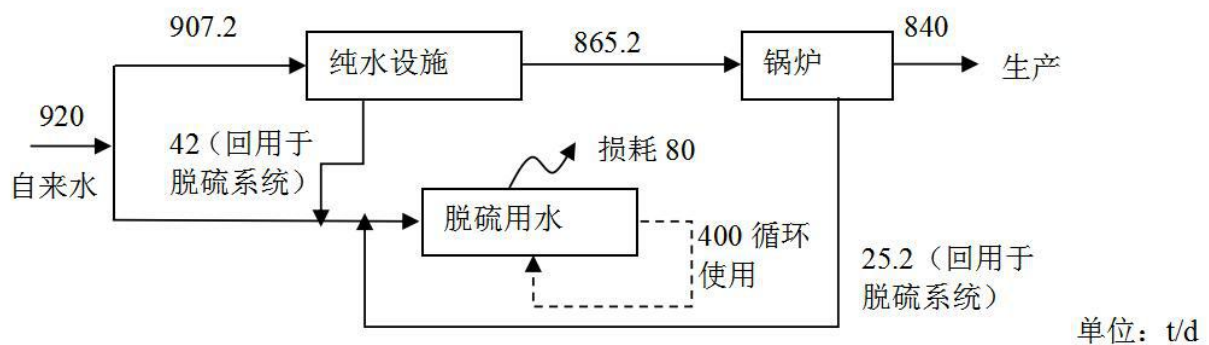 907.2
纯水设施
865.2
锅炉
840
生产
920
自来水
42（回用于
脱硫系统）
损耗 80
脱硫用水
400 循环
使用
25.2（回用于
脱硫系统）
单位：t/d